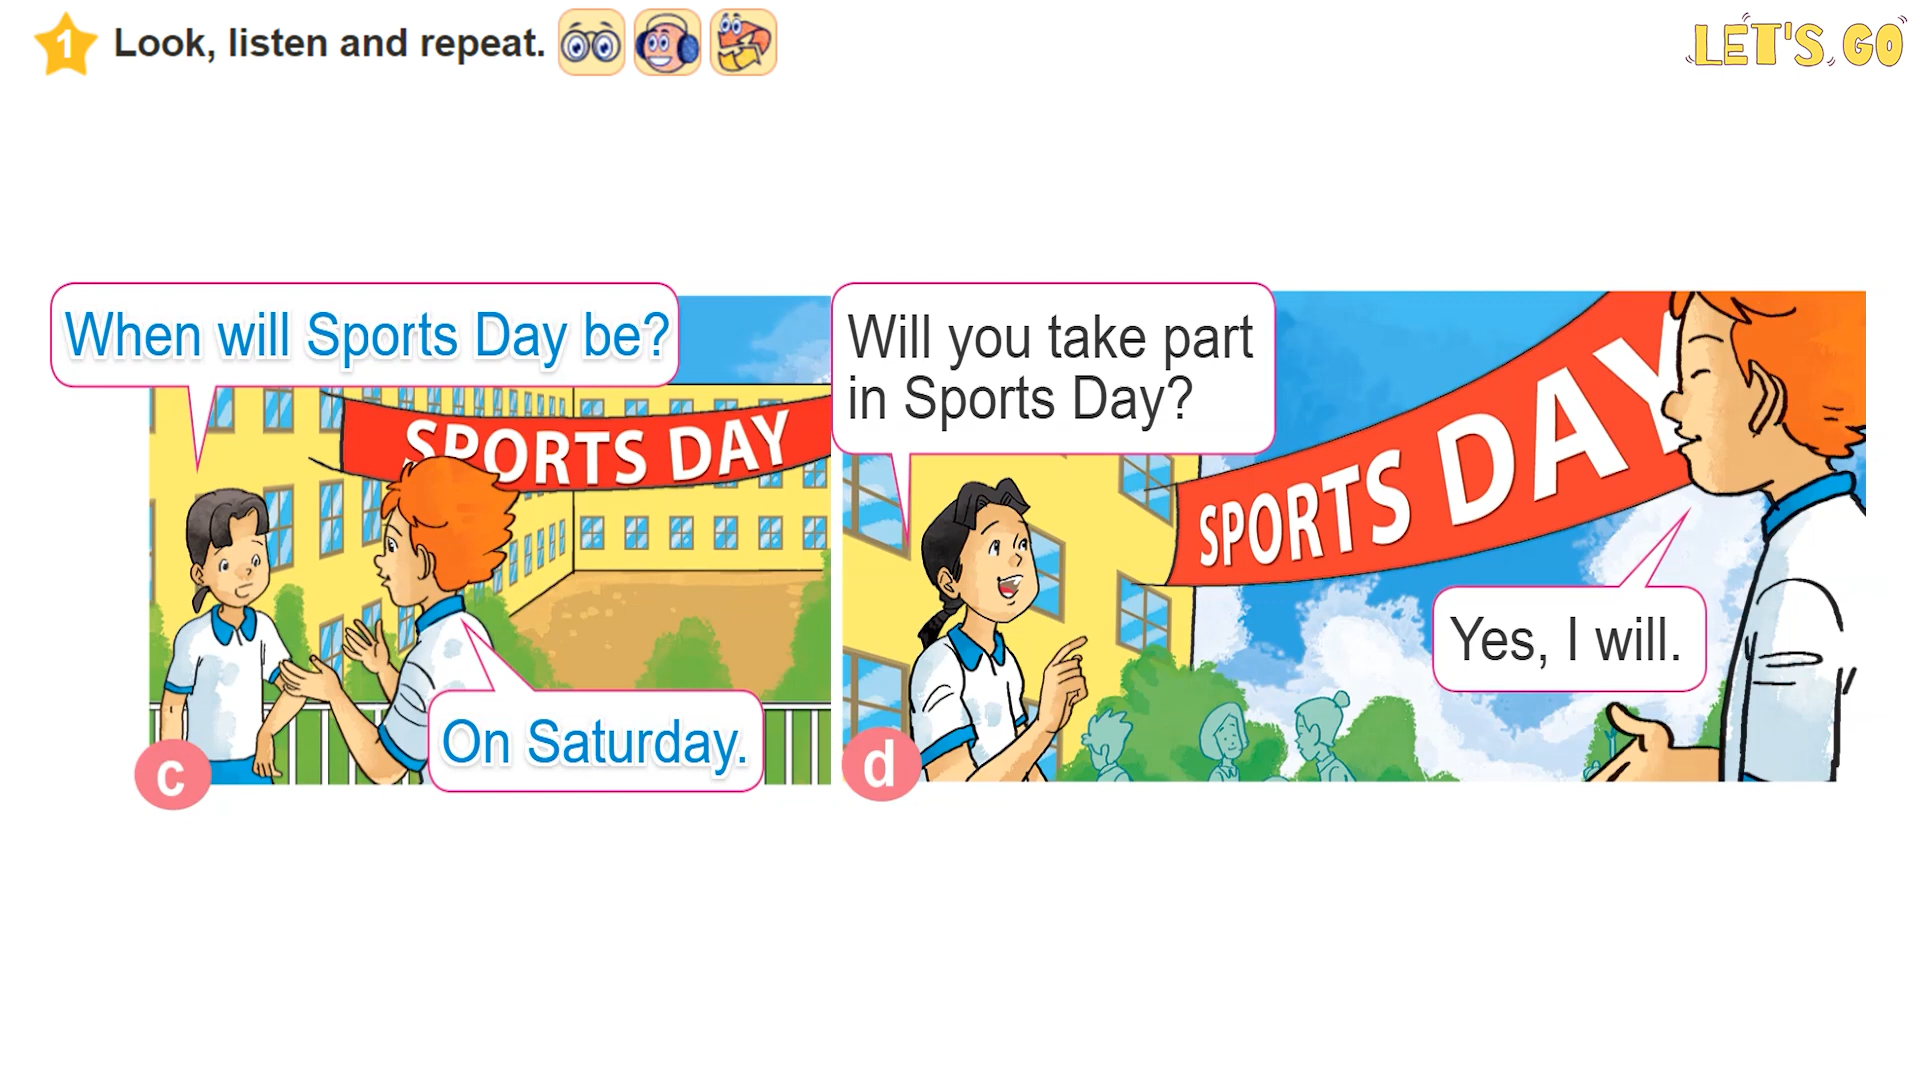 1 Look, listen and repeat.
LET'S GO
When will Sports Day be?
SPORTS DAY
On Saturday.
c
Will you take part
in Sports Day?
SPORTS DAY
Yes, I will.
d